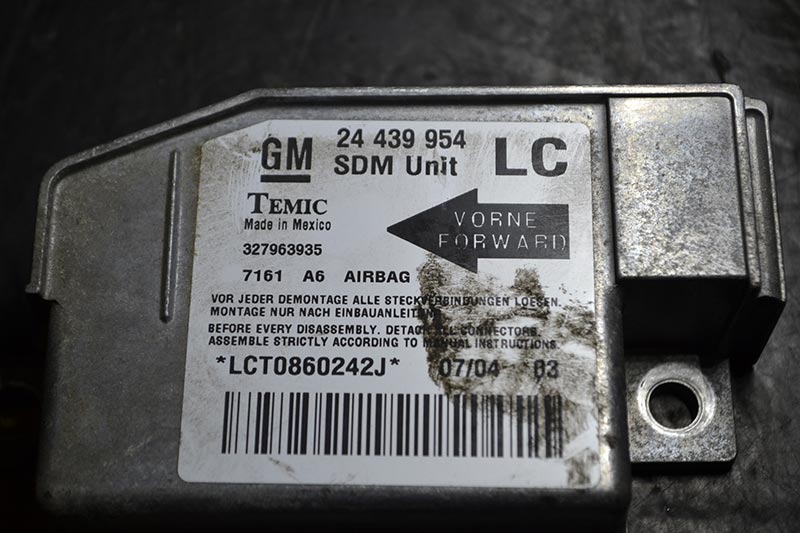 GM 24 439 954 LC
SDM Unit
TEMIC
Made in Mexico
VORNE
FORWARD
327963935
7161 A6 AIRBAG
VOR JEDER DEMONTAGE ALLE STECKVERBINDUNGEN LOESEN.
MONTAGE NUR NACH EINBAUANLEITUNG
BEFORE EVERY DISASSEMBLY. DETACH ALL CONNECTORS.
ASSEMBLE STRICTLY ACCORDING TO MANUAL INSTRUCTIONS.
*LCT0860242J* 07/04 03